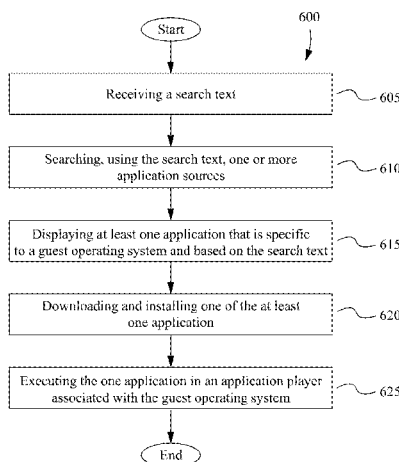 Start
600
Receiving a search text
605
Searching, using the search text, one or more
application sources
610
Displaying at least one application that is specific
to a guest operating system and based on the search text
615
Downloading and installing one of the at least
one application
620
Executing the one application in an application player
associated with the guest operating system
625
End